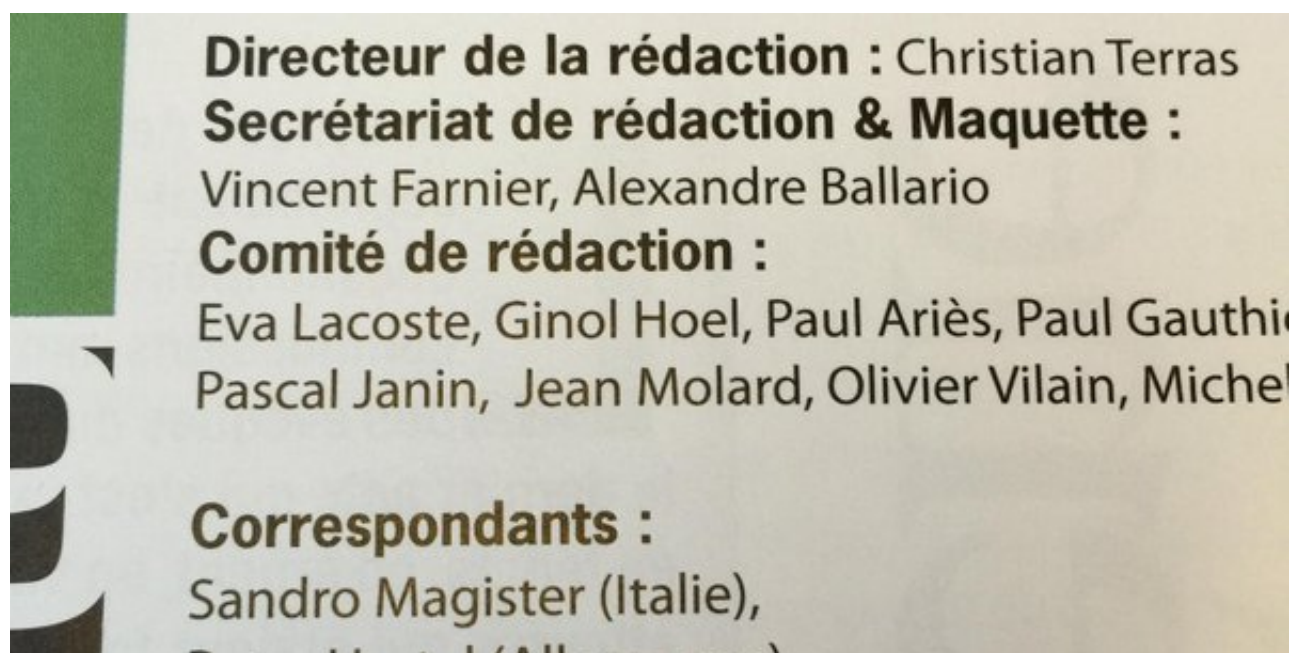 Directeur de la rédaction : Christian Terras
Secrétariat de rédaction & Maquette :
Vincent Farnier, Alexandre Ballario
Comité de rédaction :
Eva Lacoste, Ginol Hoel, Paul Ariès, Paul
Pascal Janin, Jean Molard, Olivier Vilain, Michel
Correspondants :
Sandro Magister (Italie),